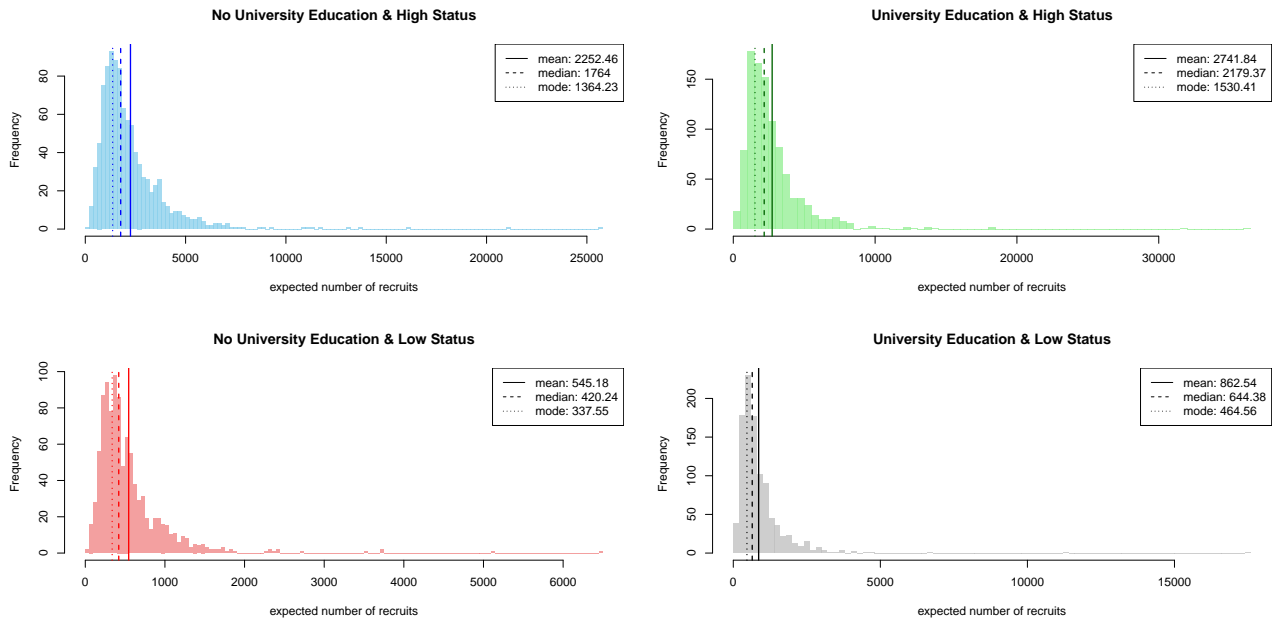 No University Education & High Status
mean: 2252.46
median: 1764
mode: 1364.23
Frequency
0
20
40
60
80
0
5000
10000
15000
20000
25000
expected number of recruits
University Education & High Status
mean: 2741.84
median: 2179.37
mode: 1530.41
Frequency
0
50
100
150
0
10000
20000
30000
expected number of recruits
No University Education & Low Status
mean: 545.18
median: 420.24
mode: 337.55
Frequency
0
20
40
60
80
100
0
1000
2000
3000
4000
5000
6000
expected number of recruits
University Education & Low Status
mean: 862.54
median: 644.38
mode: 464.56
Frequency
0
50
100
150
200
0
5000
10000
15000
expected number of recruits